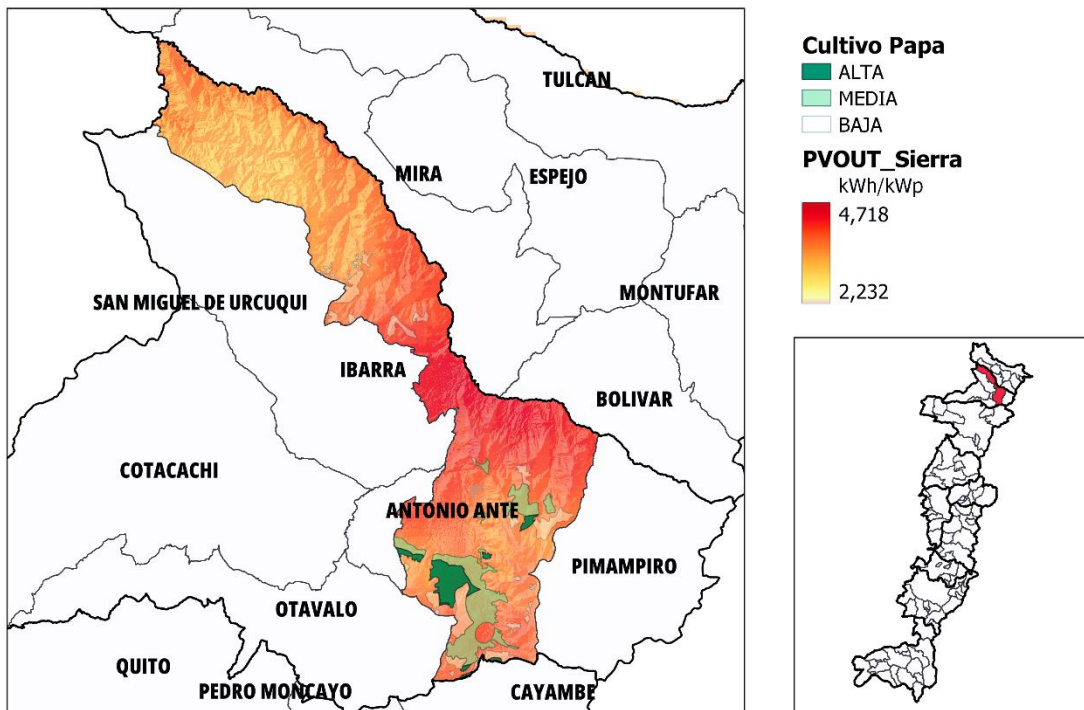 TULCAN
MIRA
ESPEJO
MONTUFAR
SAN MIGUEL DE URCUQUI
IBARRA
BOLIVAR
COTACACHI
ANTONIO ANTE
PIMAMPIRO
OTAVALO
QUITO
PEDRO MONCAYO
CAYAMBE
Cultivo Papa
ALTA
MEDIA
BAJA
PVOUT_Sierra
kWh/kWp
4,718
2,232